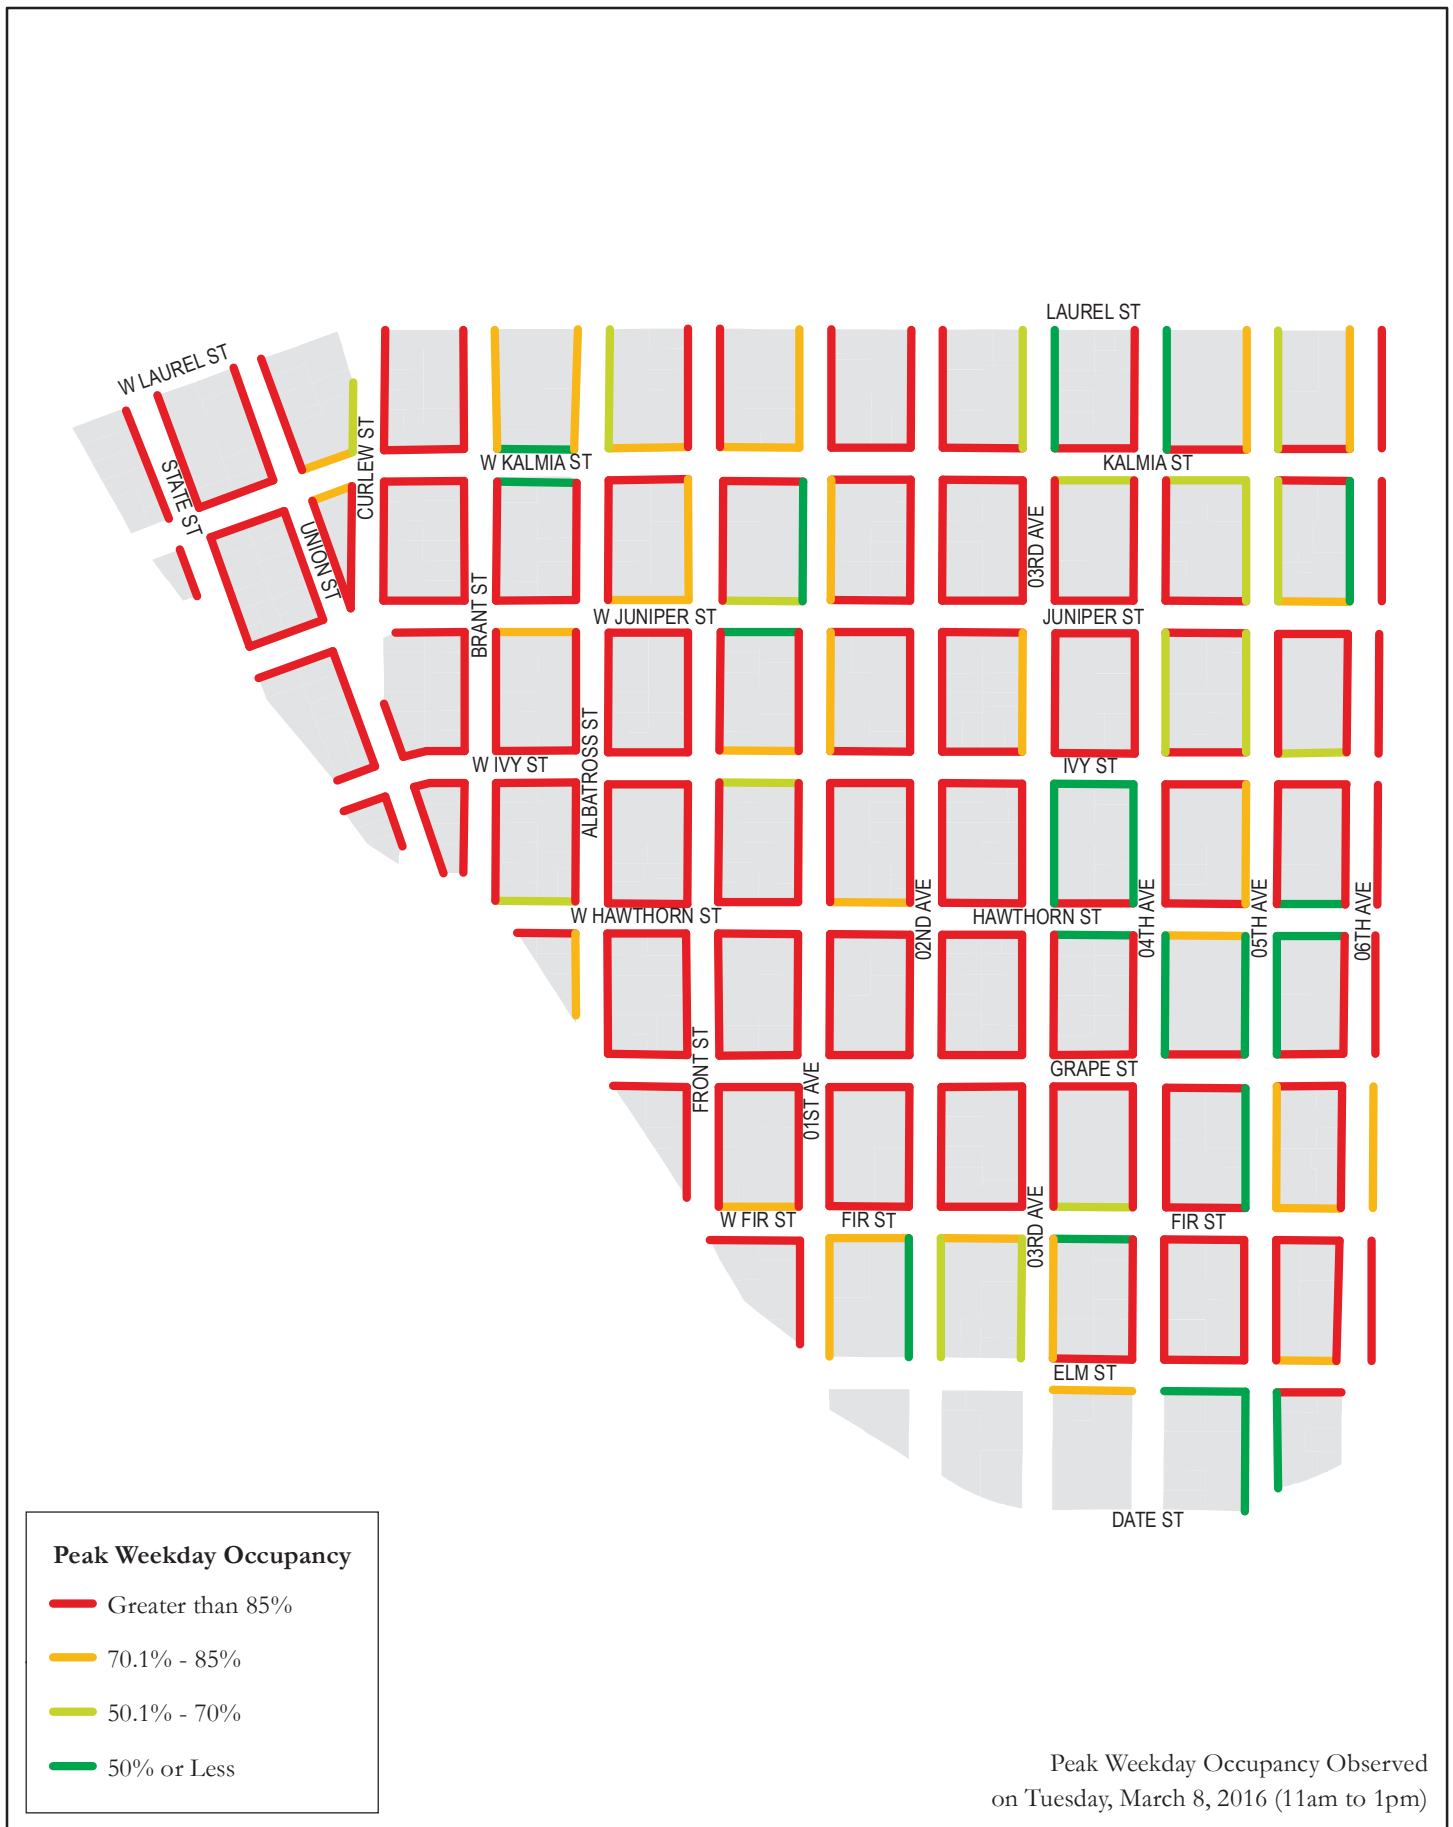 LAUREL ST
W LAUREL ST
CURLEW ST
W KALMIA ST
KALMIA ST
STATE ST
UNION ST
03RD AVE
BRANT ST
W JUNIPER ST
JUNIPER ST
ALBATROSS ST
W IVY ST
IVY ST
02ND AVE
04TH AVE
05TH AVE
06TH AVE
W HAWTHORN ST
HAWTHORN ST
FRONT ST
01ST AVE
GRAPE ST
03RD AVE
W FIR ST
FIR ST
FIR ST
ELM ST
DATE ST
Peak Weekday Occupancy
Greater than 85%
70.1% - 85%
50.1% - 70%
50% or Less
Peak Weekday Occupancy Observed
on Tuesday, March 8, 2016 (11am to 1pm)